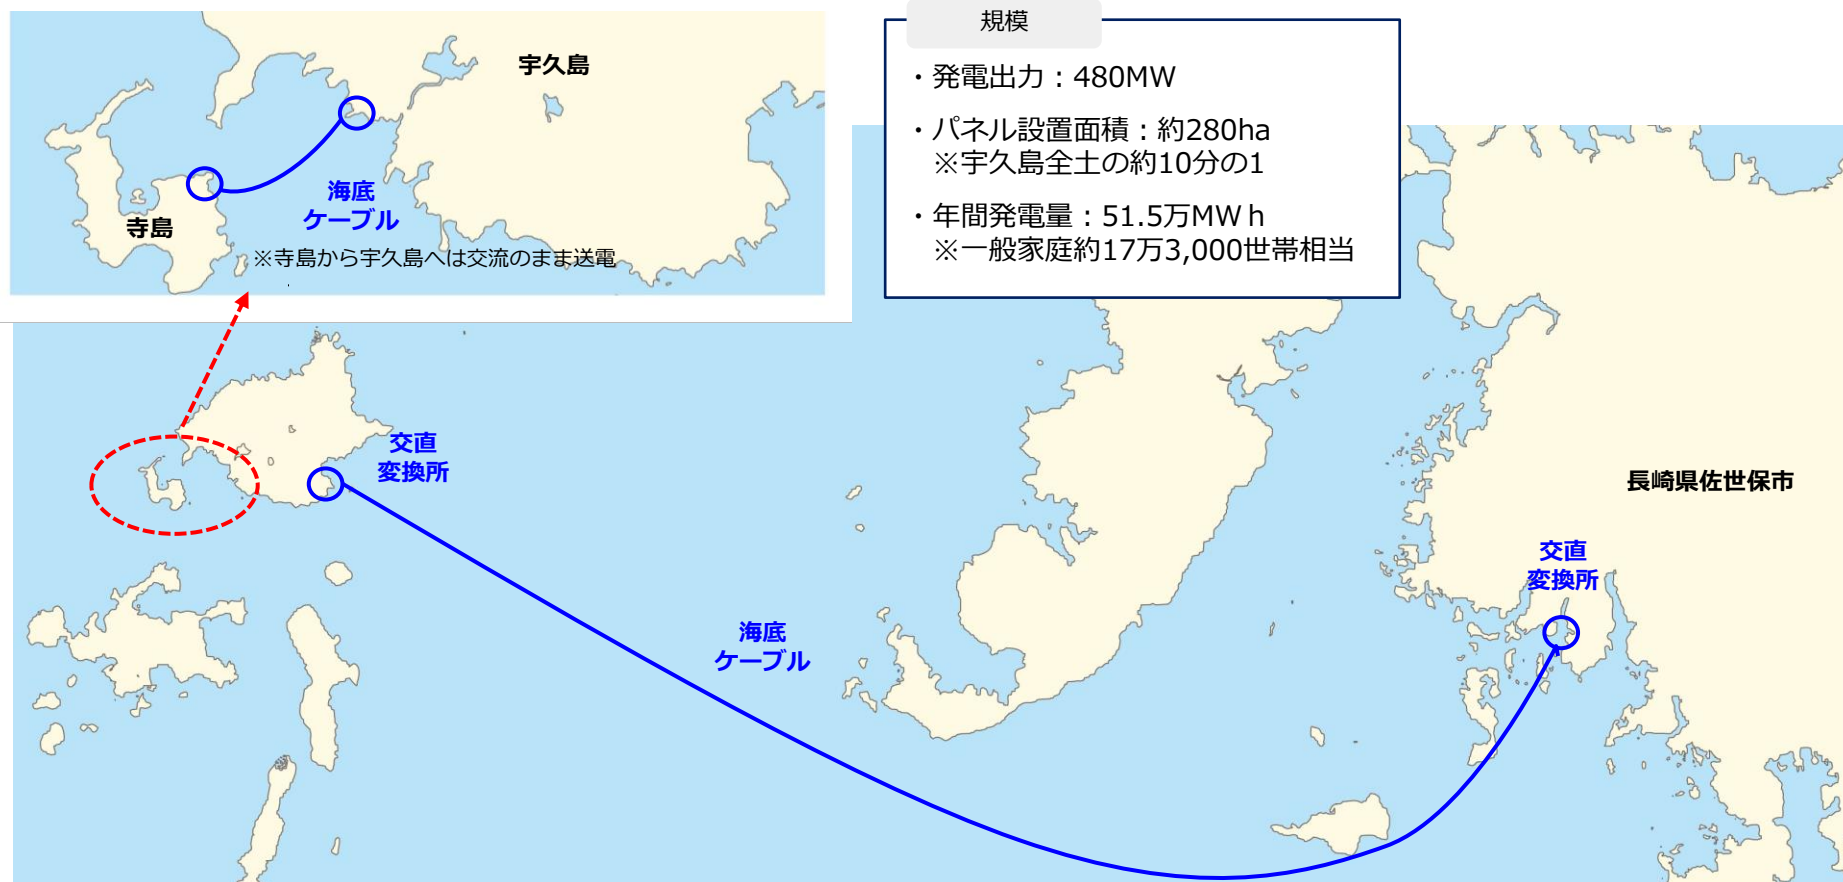 宇久島
海底
ケーブル
寺島
※寺島から宇久島へは交流のまま送電
規模
・発電出力：480MW
・パネル設置面積：約280ha
※宇久島全土の約10分の1
・年間発電量：51.5万MWｈ
※一般家庭約17万3,000世帯相当
交直
変換所
長崎県佐世保市
交直
変換所
海底
ケーブル